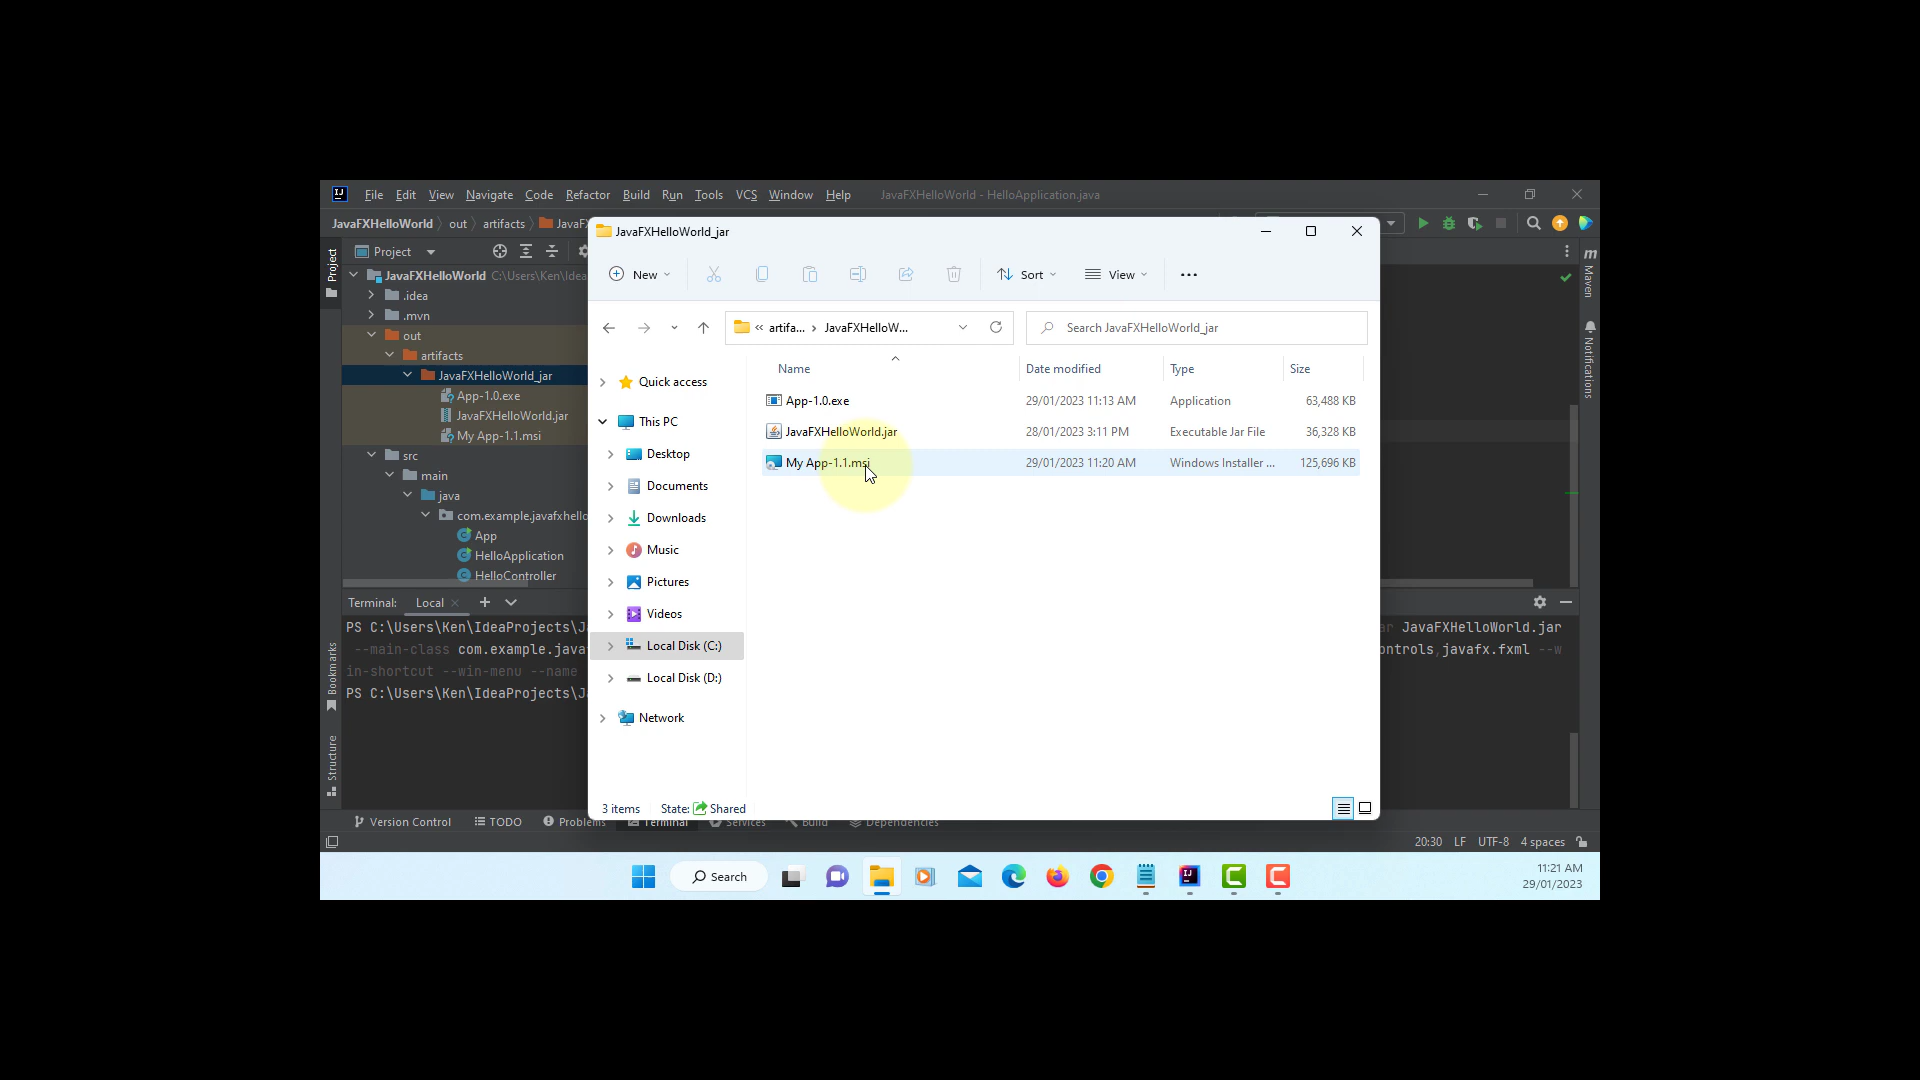 File Edit View Navigate Code Refactor Build Run Tools VCS Window Help JavaFXHelloWorld - HelloApplication.java
JavaFXHelloWorld out artifacts
Project
Project
JavaFXHelloWorld C:\Users\Ken\Idea
.idea
.mvn
out
artifacts
JavaFXHelloWorld_jar
App-1.0.exe
JavaFXHelloWorld.jar
My App-1.1.msi
src
main
java
com.example.javafxhello
App
HelloApplication
HelloController
Maven
Notifications
JavaFXHelloWorld_jar
New Sort View
« artifa... JavaFXHelloW... Search JavaFXHelloWorld_jar
Quick access
This PC
Desktop
Documents
Downloads
Music
Pictures
Videos
Local Disk (C:)
Local Disk (D:)
Network
Name Date modified Type Size
App-1.0.exe 29/01/2023 11:13 AM Application 63,488 KB
JavaFXHelloWorld.jar 28/01/2023 3:11 PM Executable Jar File 36,328 KB
My App-1.1.msi 29/01/2023 11:20 AM Windows Installer ... 125,696 KB
3 items State: Shared
Terminal: Local
PS C:\Users\Ken\IdeaProjects\J ar JavaFXHelloWorld.jar
--main-class com.example.java ontrols,javafx.fxml --w
in-shortcut --win-menu --name
PS C:\Users\Ken\IdeaProjects\J
Bookmarks
Structure
Version Control TODO Problems Terminal Services Build Dependencies
20:30 LF UTF-8 4 spaces
Search
11:21 AM
29/01/2023